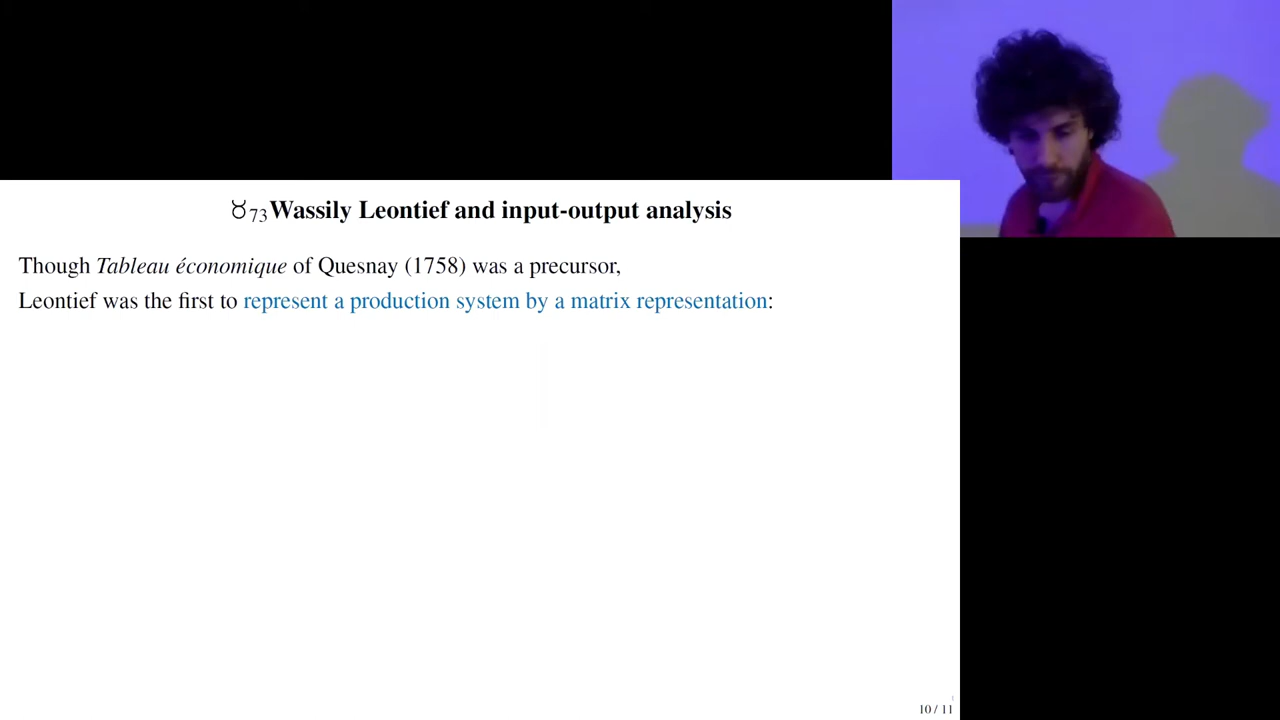 ♉73Wassily Leontief and input-output analysis
Though Tableau économique of Quesnay (1758) was a precursor,
Leontief was the first to represent a production system by a matrix representation:
10 / 11